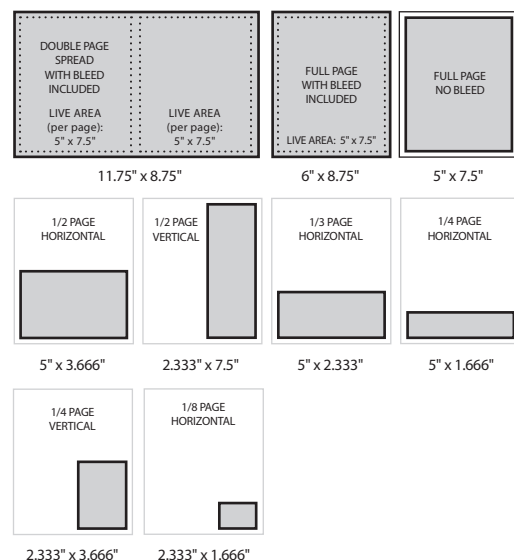 DOUBLE PAGE
SPREAD
WITH BLEED
INCLUDED
LIVE AREA
(per page):
5" x 7.5"
LIVE AREA
(per page):
5" x 7.5"
11.75" x 8.75"
FULL PAGE
WITH BLEED
INCLUDED
LIVE AREA: 5" x 7.5"
6" x 8.75"
FULL PAGE
NO BLEED
5" x 7.5"
1/2 PAGE
HORIZONTAL
5" x 3.666"
1/2 PAGE
VERTICAL
2.333" x 7.5"
1/3 PAGE
HORIZONTAL
5" x 2.333"
1/4 PAGE
HORIZONTAL
5" x 1.666"
1/4 PAGE
VERTICAL
2.333" x 3.666"
1/8 PAGE
HORIZONTAL
2.333" x 1.666"